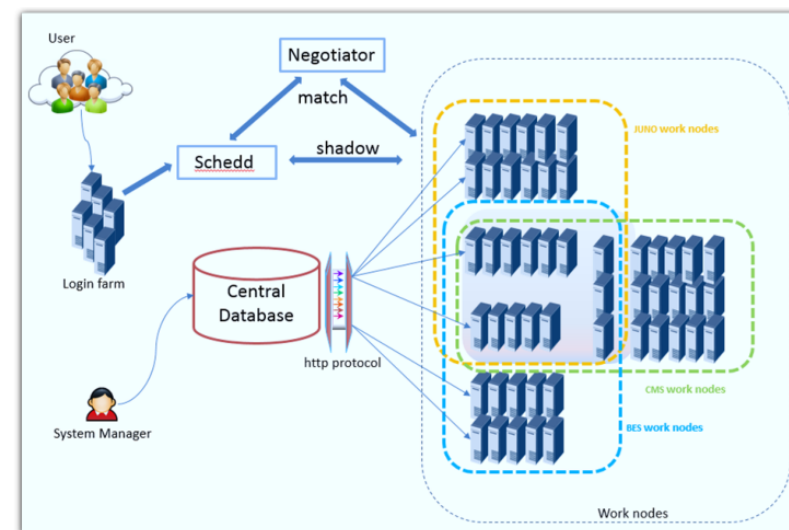 User
Negotiator
match
JUNO work nodes
Schedd
shadow
Login farm
Central
Database
http protocol
CMS work nodes
System Manager
BES work nodes
Work nodes